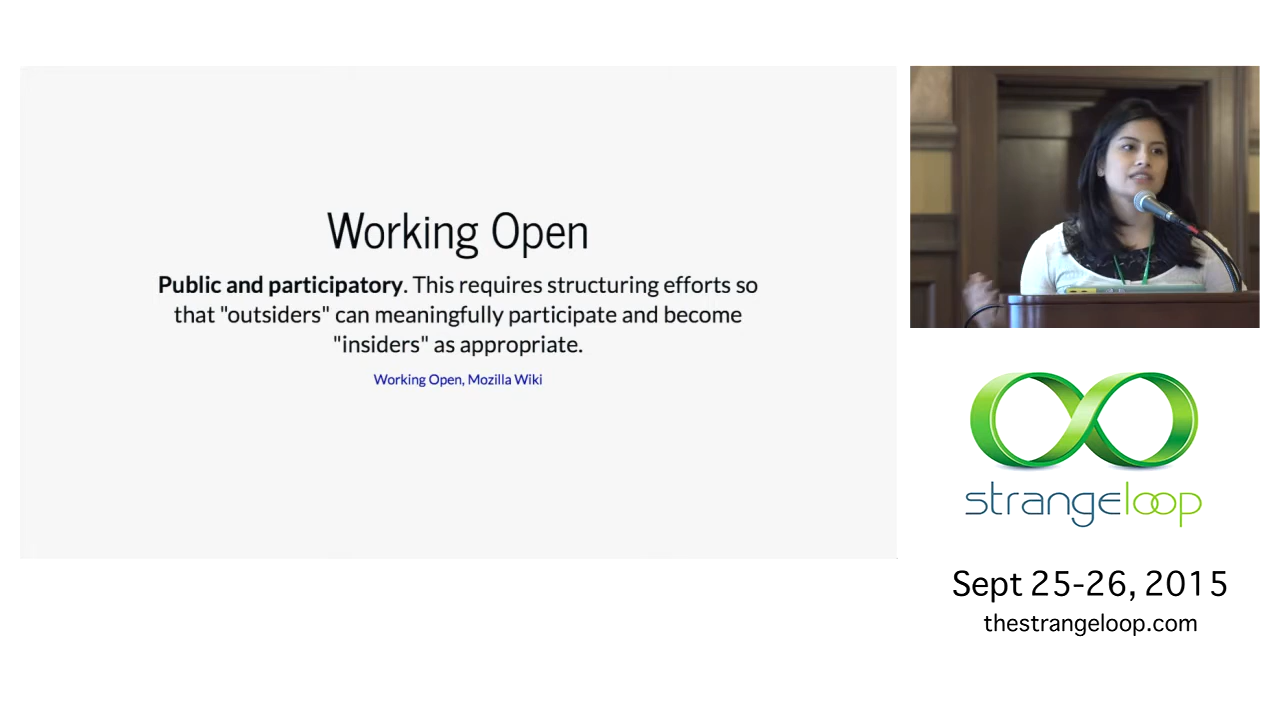 Working Open
Public and participatory. This requires structuring efforts so
that "outsiders" can meaningfully participate and become
"insiders" as appropriate.
Working Open, Mozilla Wiki
strangeloop
Sept 25-26, 2015
thestrangeloop.com